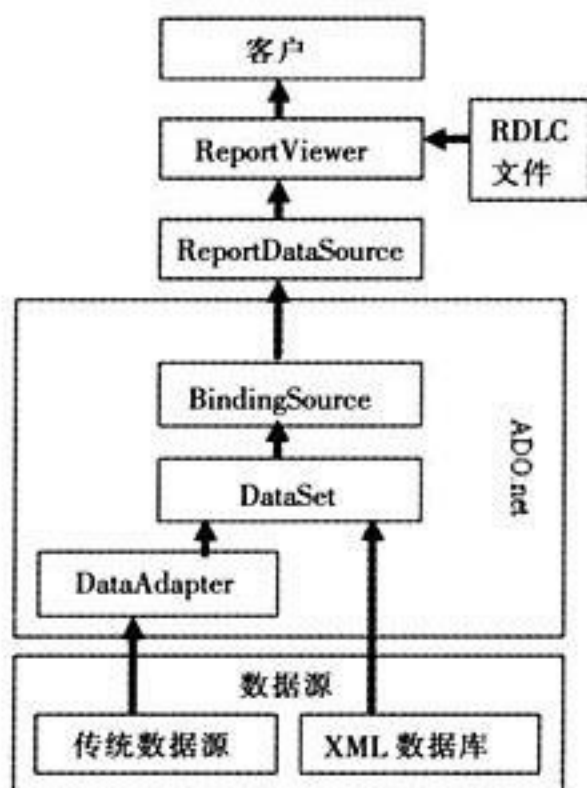 客户
ReportViewer
RDLC
文件
ReportDataSource
BindingSource
ADO.net
DataSet
DataAdapter
数据源
传统数据源
XML 数据库